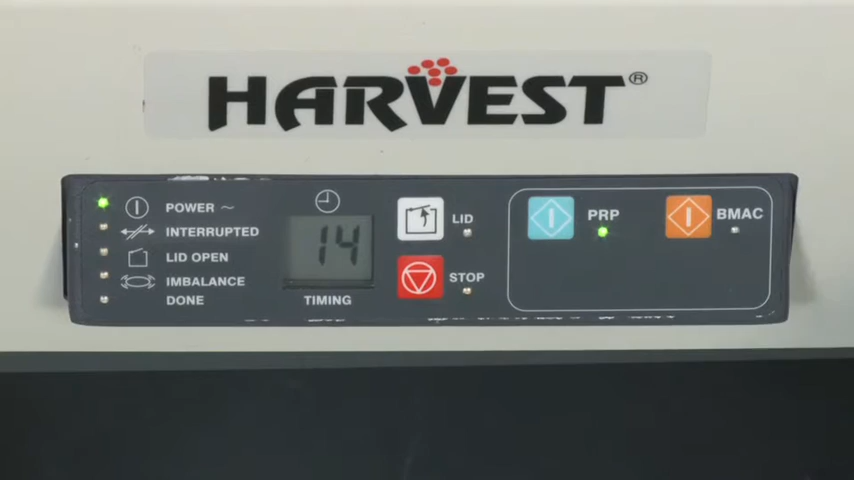 HARVEST®
POWER ~
INTERRUPTED
LID OPEN
IMBALANCE
DONE
14
TIMING
LID
STOP
PRP
BMAC